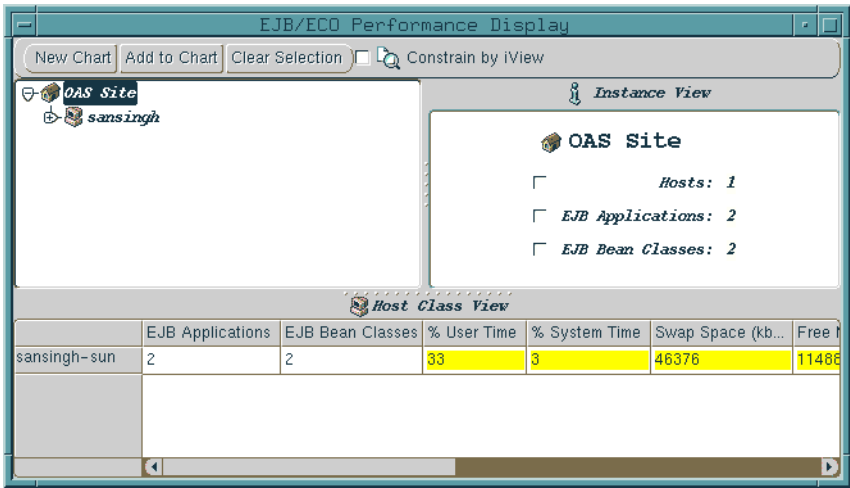 EJB/ECO Performance Display
New Chart Add to Chart Clear Selection Constrain by iView
OAS Site
sansingh
Instance View
OAS Site
Hosts: 1
EJB Applications: 2
EJB Bean Classes: 2
Host Class View
EJB Applications EJB Bean Classes % User Time % System Time Swap Space (kb... Free
sansingh-sun 2 2 33 3 46376 11488